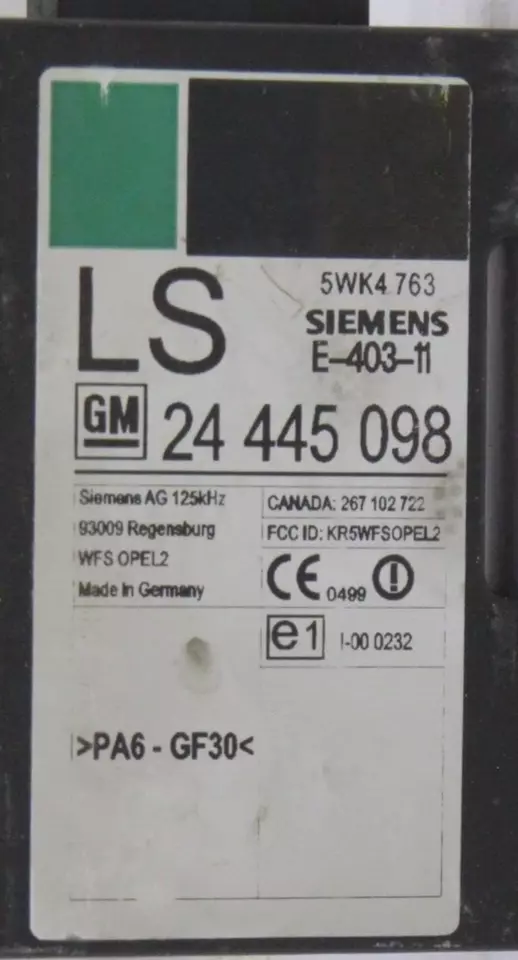 LS
5WK4 763
SIEMENS
E-403-11
GM 24 445 098
Siemens AG 125kHz
93009 Regensburg
WFS OPEL2
Made in Germany
CANADA: 267 102 722
FCC ID: KR5WFSOPEL2
CE 0499
e1 I-00 0232
>PA6 - GF30<